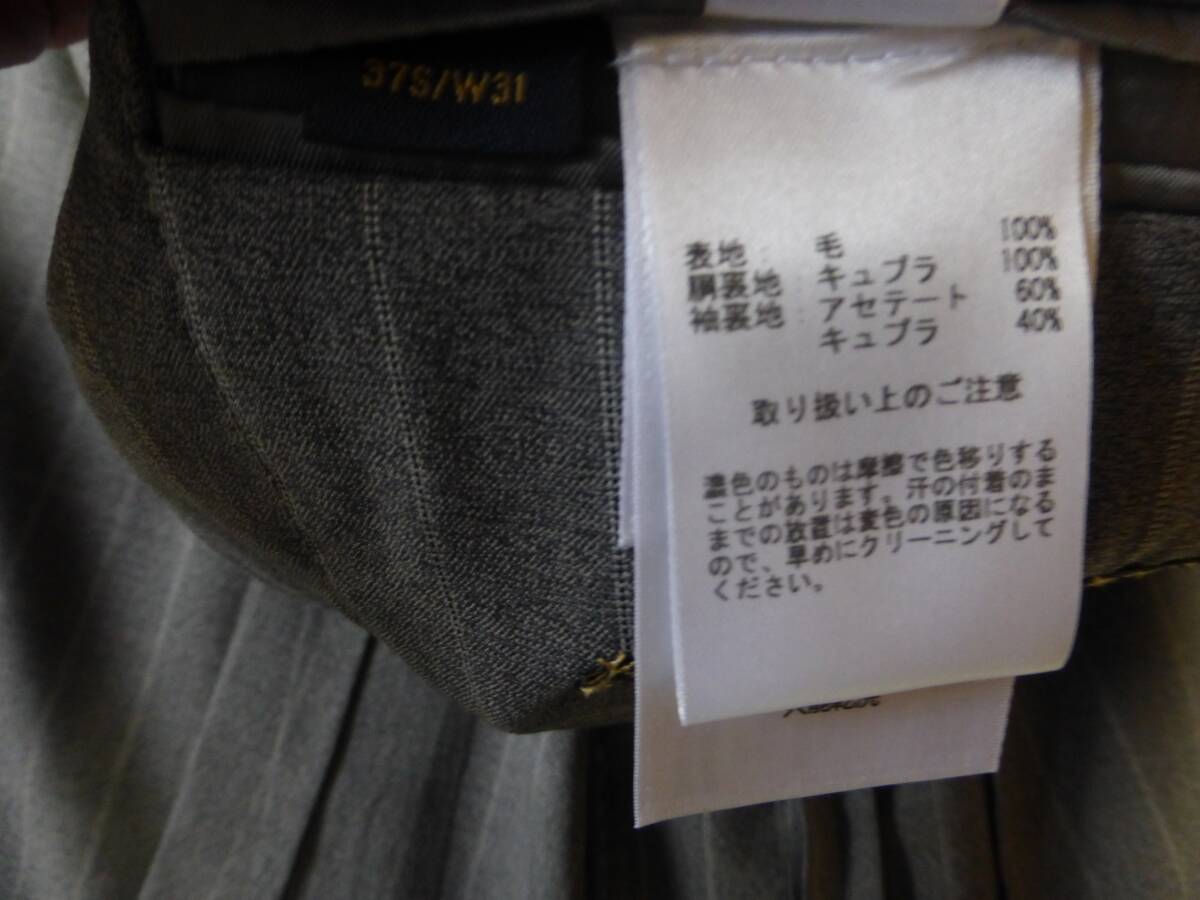 37S/W31
表地 : 毛 100%
胴裏地 キュプラ 100%
袖裏地 : アセテート 60%
キュプラ 40%
取り扱い上のご注意
濃色のものは摩擦で色移りする
ことがあります。汗の付着のま
までの放置は変色の原因になる
ので、早めにクリーニングして
ください。